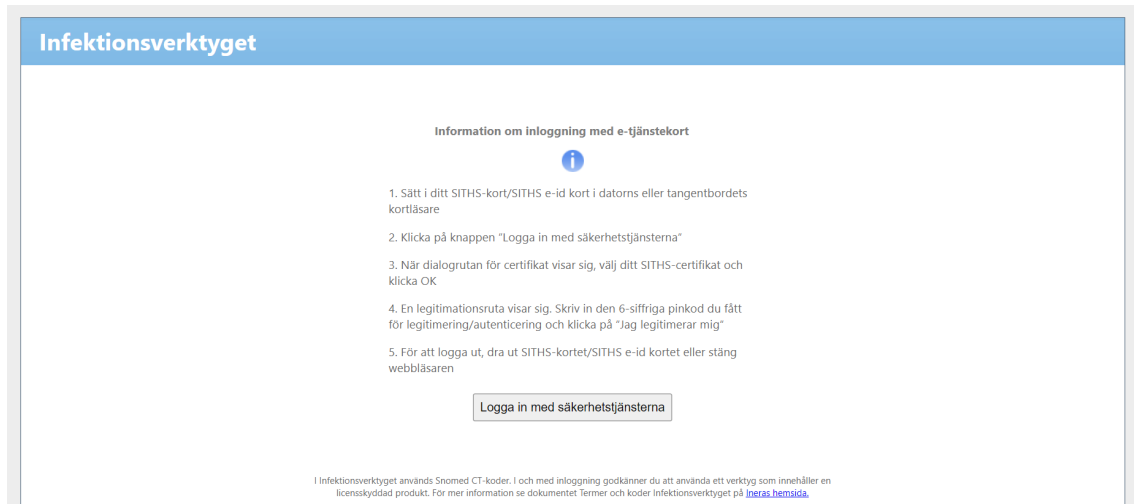 Infektionsverktyget
Information om inloggning med e-tjänstekort
1. Sätt i ditt SITHS-kort/SITHS e-id kort i datorns eller tangentbordets
kortläsare
2. Klicka på knappen "Logga in med säkerhetstjänsterna"
3. När dialogrutan för certifikat visar sig, välj ditt SITHS-certifikat och
klicka OK
4. En legitimationsruta visar sig. Skriv in den 6-siffriga pinkod du fått
för legitimering/autenticering och klicka på "Jag legitimerar mig"
5. För att logga ut, dra ut SITHS-kortet/SITHS e-id kortet eller stäng
webbläsaren
Logga in med säkerhetstjänsterna
I Infektionsverktyget används Snomed CT-koder. I och med inloggning godkänner du att använda ett verktyg som innehåller en
licensskyddad produkt. För mer information se dokumentet Termer och koder Infektionsverktyget på Ineras hemsida.